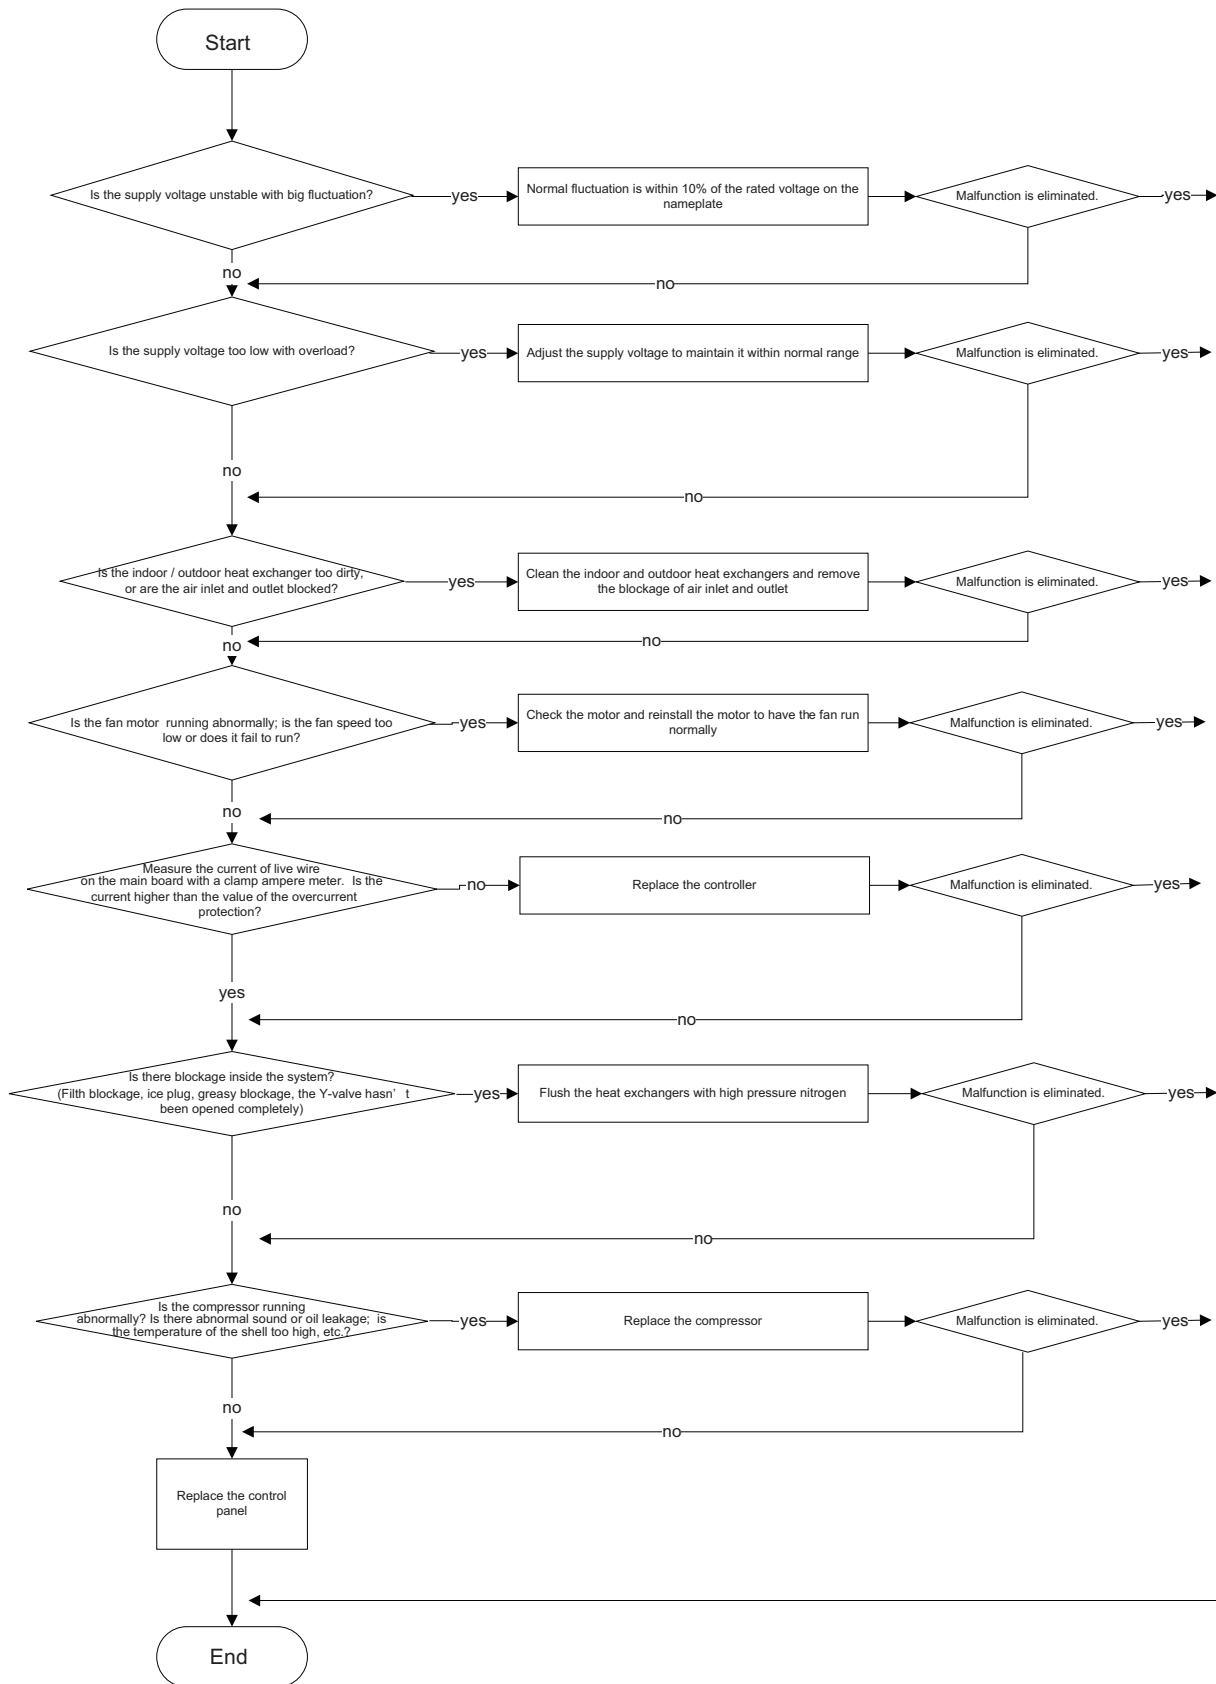 Start
Is the supply voltage unstable with big fluctuation?
yes
Normal fluctuation is within 10% of the rated voltage on the
nameplate
Malfunction is eliminated.
yes
no
no
Is the supply voltage too low with overload?
yes
Adjust the supply voltage to maintain it within normal range
Malfunction is eliminated.
yes
no
no
Is the indoor / outdoor heat exchanger too dirty,
or are the air inlet and outlet blocked?
yes
Clean the indoor and outdoor heat exchangers and remove
the blockage of air inlet and outlet
Malfunction is eliminated.
yes
no
no
Is the fan motor running abnormally; is the fan speed too
low or does it fail to run?
yes
Check the motor and reinstall the motor to have the fan run
normally
Malfunction is eliminated.
yes
no
no
Measure the current of live wire
on the main board with a clamp ampere meter. Is the
current higher than the value of the overcurrent
protection?
no
Replace the controller
Malfunction is eliminated.
yes
yes
no
Is there blockage inside the system?
(Filth blockage, ice plug, greasy blockage, the Y-valve hasn' t
been opened completely)
yes
Flush the heat exchangers with high pressure nitrogen
Malfunction is eliminated.
yes
no
no
Is the compressor running
abnormally? Is there abnormal sound or oil leakage; is
the temperature of the shell too high, etc.?
yes
Replace the compressor
Malfunction is eliminated.
yes
no
no
Replace the control
panel
End